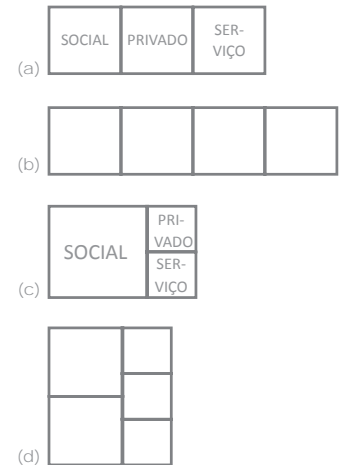 SOCIAL PRIVADO SER-
VIÇO
(a)
(b)
SOCIAL
PRI-
VADO
SER-
VIÇO
(c)
(d)